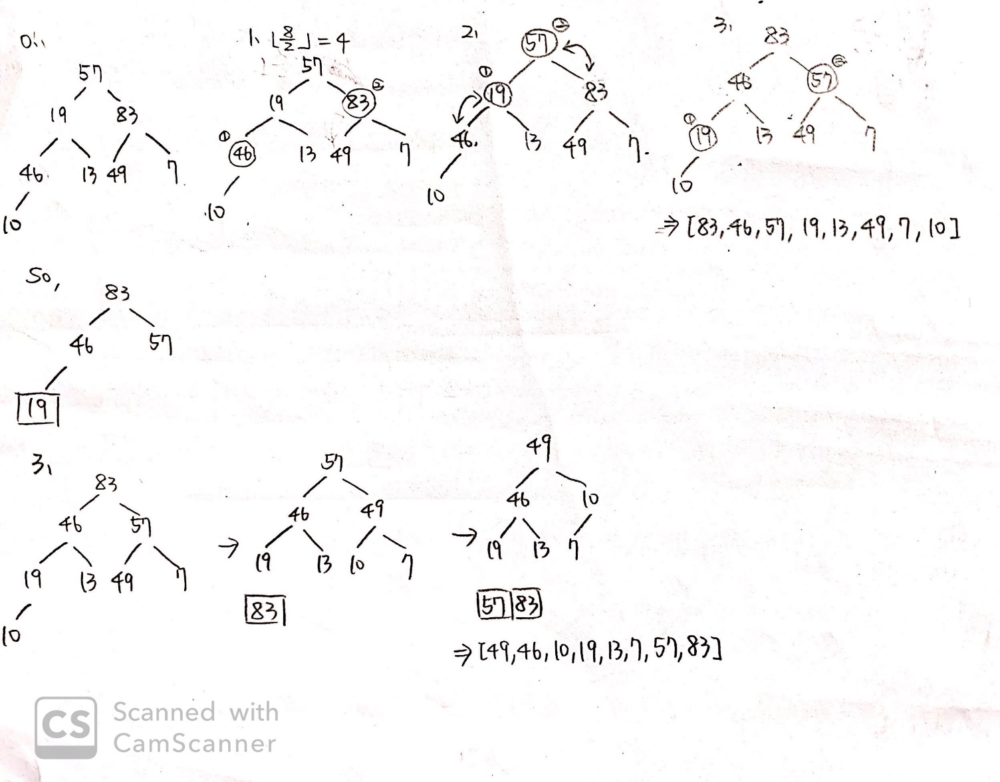 0.
57
19 83
46. 13 49 7
10
1. ⌊8/2⌋ = 4
57
19 83 ②
① 46 13 49 7
10
2.
57 ②
① 19 83
46. 13 49 7.
10
3.
83
46 57 ②
① 19 13 49 7
10
⇒ [83, 46, 57, 19, 13, 49, 7, 10]
So,
83
46 57
19
3.
83
46 57
19 13 49 7
10
→
57
46 49
19 13 10 7
83
→
49
46 10
19 13 7
57 83
⇒ [49, 46, 10, 19, 13, 7, 57, 83]
CS
Scanned with
CamScanner